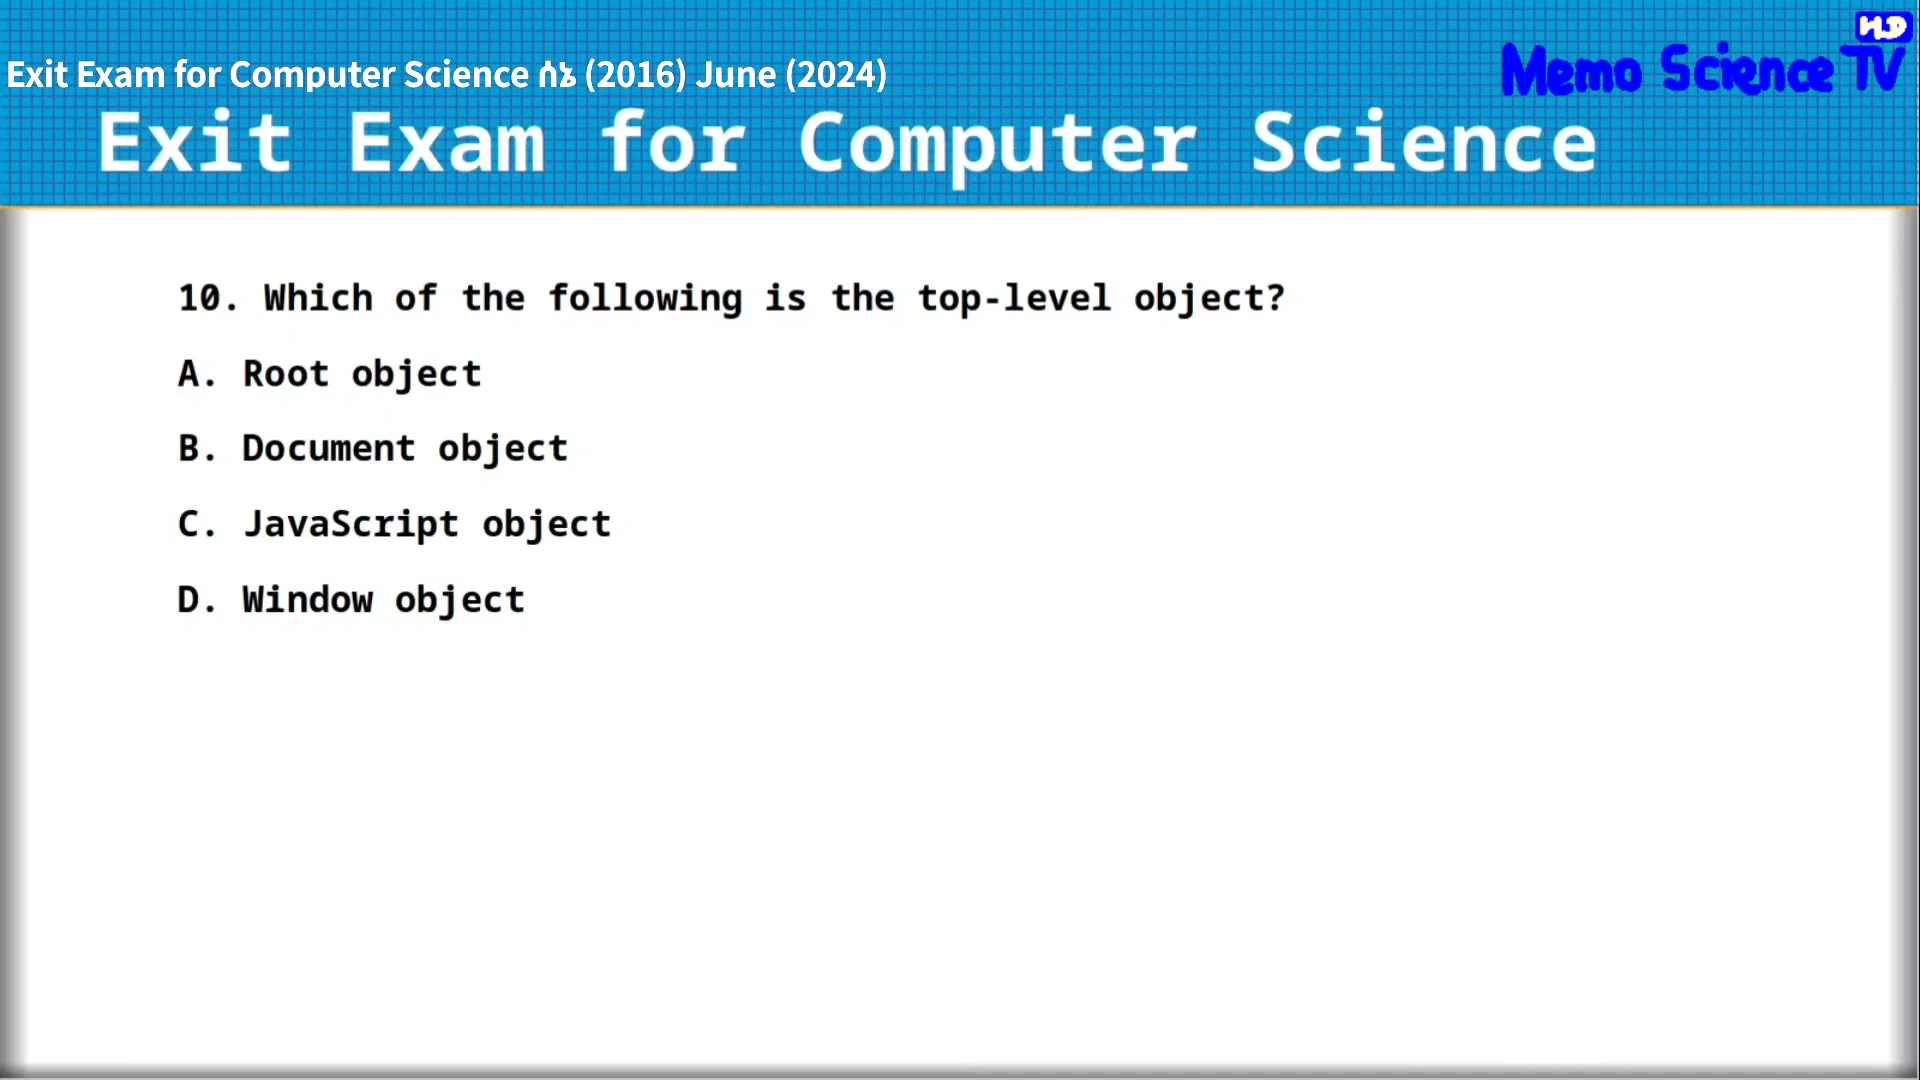 HD
Memo Science TV
Exit Exam for Computer Science ሰኔ (2016) June (2024)
Exit Exam for Computer Science
10. Which of the following is the top-level object?
A. Root object
B. Document object
C. JavaScript object
D. Window object